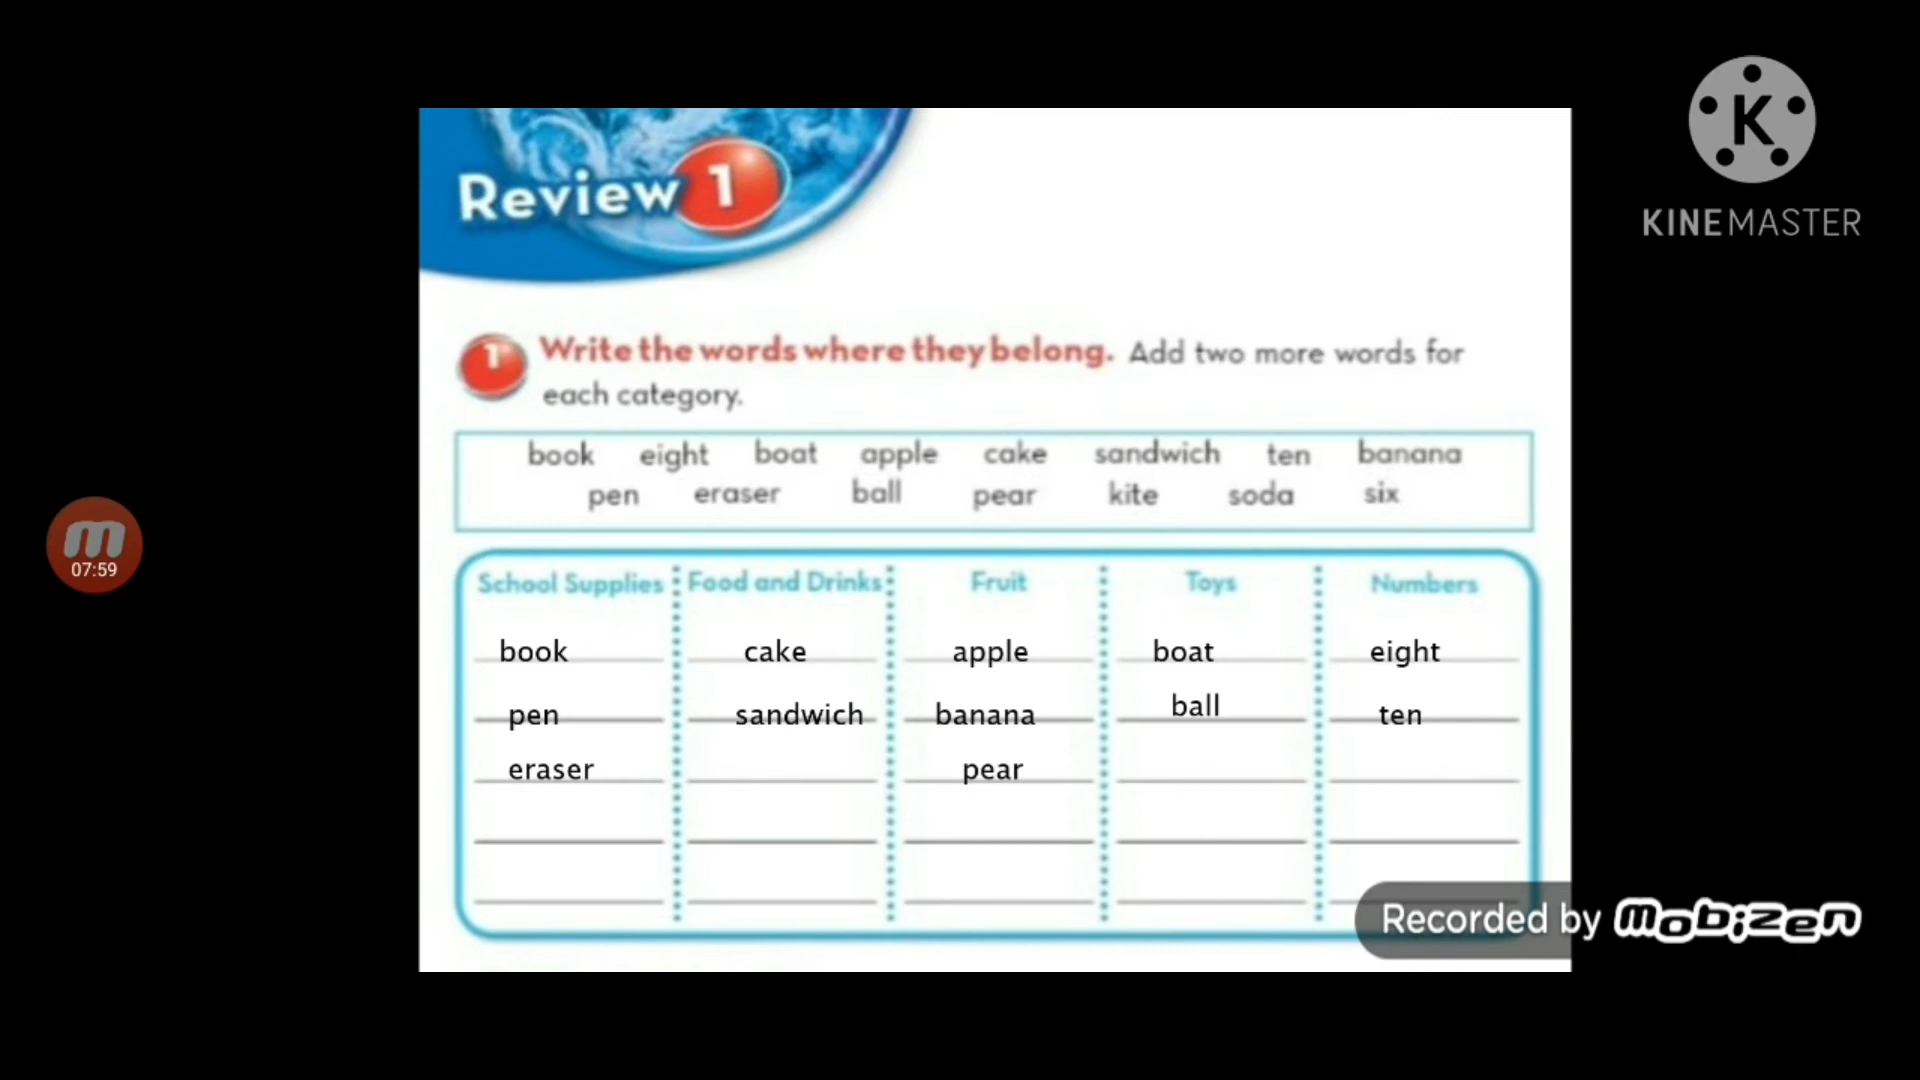 Review 1
K
KINEMASTER
1 Write the words where they belong. Add two more words for
each category.
book eight boat apple cake sandwich ten banana
pen eraser ball pear kite soda six
m
07:59
School Supplies Food and Drinks Fruit Toys Numbers
book cake apple boat eight
pen sandwich banana ball ten
eraser pear
Recorded by mobizen